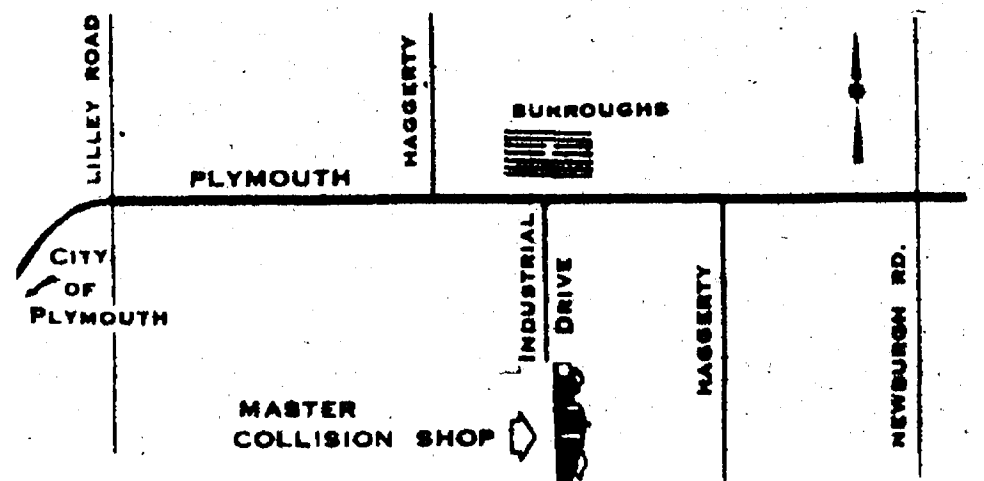 LILLEY ROAD
HAGGERTY
BURROUGHS
PLYMOUTH
CITY
OF
PLYMOUTH
INDUSTRIAL
DRIVE
HAGGERTY
NEWBURGH RD.
MASTER
COLLISION SHOP